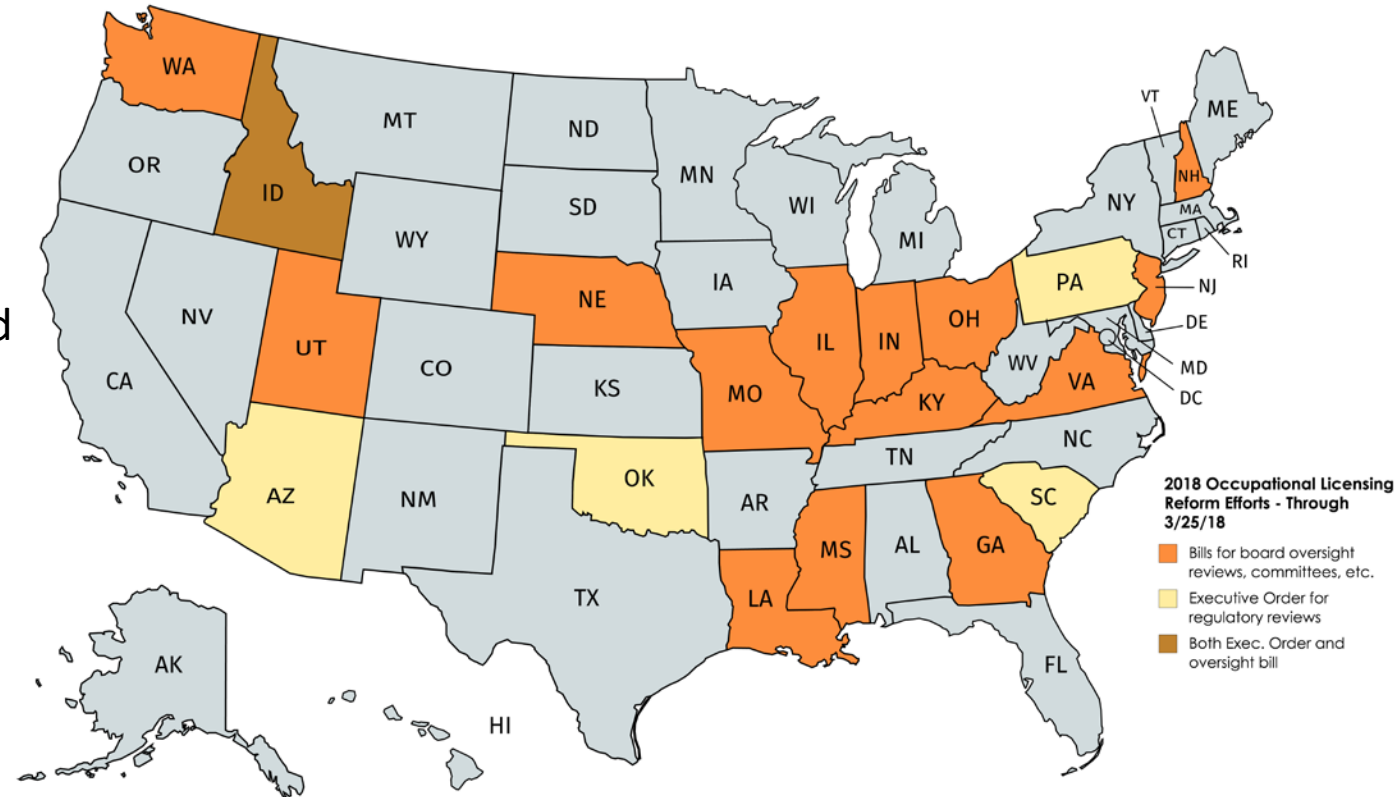 WA
MT
ND
MN
VT
ME
OR
ID
SD
WI
NH
NY
MA
WY
MI
CT
RI
IA
PA
NE
NJ
NV
OH
DE
UT
IL
IN
d
CO
WV
MD
CA
KS
MO
VA
KY
DC
NC
TN
OK
AZ
NM
AR
SC
2018 Occupational Licensing
Reform Efforts - Through
3/25/18
MS
AL
GA
Bills for board oversight
reviews, committees, etc.
TX
LA
Executive Order for
regulatory reviews
Both Exec. Order and
oversight bill
AK
FL
HI